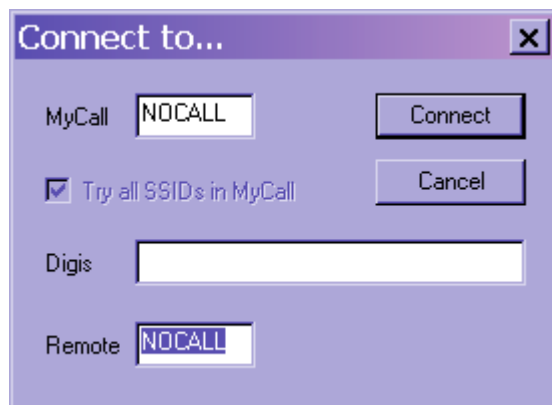 Connect to...
MyCall NOCALL Connect
Try all SSIDs in MyCall Cancel
Digis
Remote NOCALL